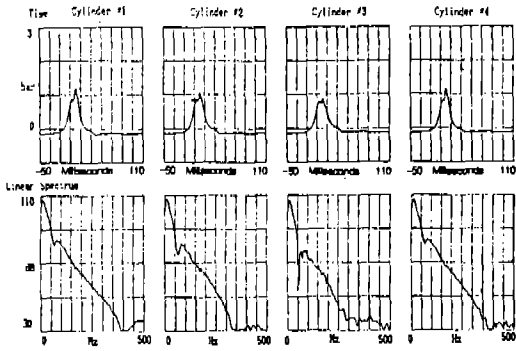 Time Cylinder #1 Cylinder #2 Cylinder #3 Cylinder #4
3
0
-50 Milliseconds 110 -50 Milliseconds 110 -50 Milliseconds 110 -50 Milliseconds 110
Linear Spectrum
110
dB
30
0 Hz 500 0 Hz 500 0 Hz 500 0 Hz 500